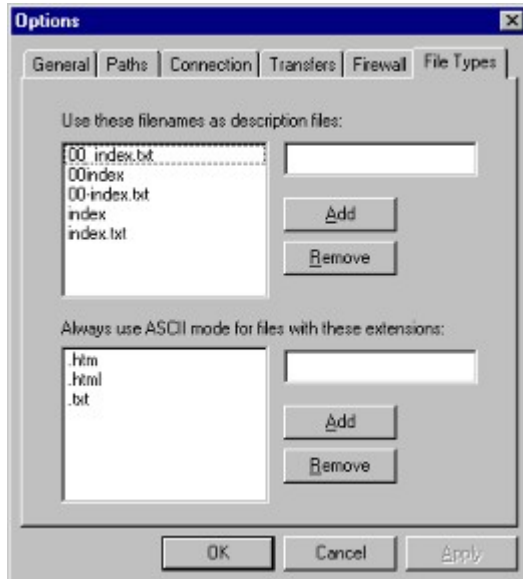 Options
General Paths Connection Transfers Firewall File Types
Use these filenames as description files:
00_index.txt
00index
00-index.txt
index
index.txt
Add
Remove
Always use ASCII mode for files with these extensions:
.htm
.html
.txt
Add
Remove
OK Cancel Apply